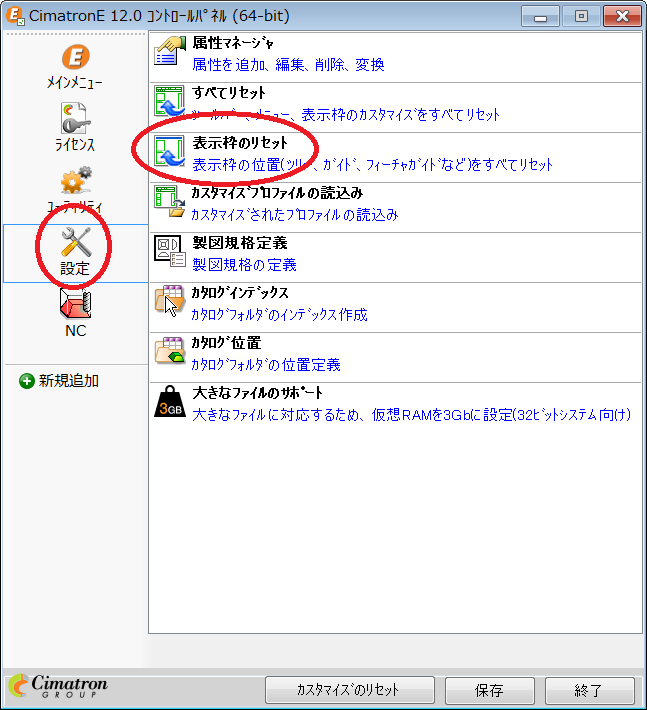 CimatronE 12.0 ｺﾝﾄﾛｰﾙﾊﾟﾈﾙ (64-bit)
ﾒｲﾝﾒﾆｭｰ
ﾗｲｾﾝｽ
ﾕｰﾃｨﾘﾃｨ
設定
NC
新規追加
属性ﾏﾈｰｼﾞｬ
属性を追加、編集、削除、変換
すべてﾘｾｯﾄ
ﾂｰﾙﾊﾞｰ、ﾒﾆｭｰ、表示枠のｶｽﾀﾏｲｽﾞをすべてﾘｾｯﾄ
表示枠のﾘｾｯﾄ
表示枠の位置(ﾂﾘｰ、ｶﾞｲﾄﾞ、ﾌｨｰﾁｬｶﾞｲﾄﾞなど)をすべてﾘｾｯﾄ
ｶｽﾀﾏｲｽﾞﾌﾟﾛﾌｧｲﾙの読込み
ｶｽﾀﾏｲｽﾞされたﾌﾟﾛﾌｧｲﾙの読込み
製図規格定義
製図規格の定義
ｶﾀﾛｸﾞｲﾝﾃﾞｯｸｽ
ｶﾀﾛｸﾞﾌｫﾙﾀﾞのｲﾝﾃﾞｯｸｽ作成
ｶﾀﾛｸﾞ位置
ｶﾀﾛｸﾞﾌｫﾙﾀﾞの位置定義
3GB
大きなﾌｧｲﾙのｻﾎﾟｰﾄ
大きなﾌｧｲﾙに対応するため、仮想RAMを3Gbに設定(32ﾋﾞｯﾄｼｽﾃﾑ向け)
Cimatron
GROUP
ｶｽﾀﾏｲｽﾞのﾘｾｯﾄ
保存
終了